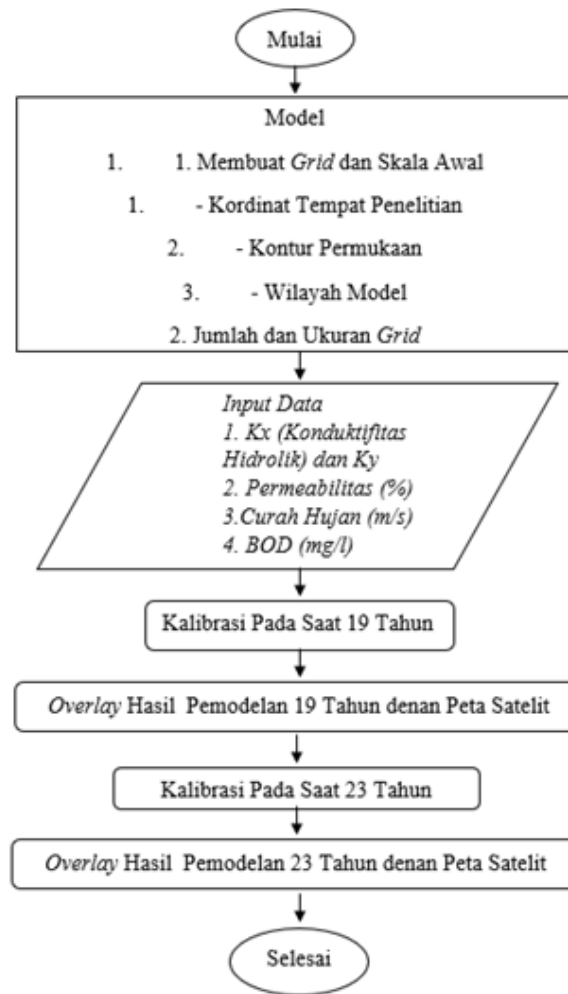 Mulai
Model
1. 1. Membuat Grid dan Skala Awal
1. - Kordinat Tempat Penelitian
2. - Kontur Permukaan
3. - Wilayah Model
2. Jumlah dan Ukuran Grid
Input Data
1. Kx (Konduktifitas
Hidrolik) dan Ky
2. Permeabilitas (%)
3.Curah Hujan (m/s)
4. BOD (mg/l)
Kalibrasi Pada Saat 19 Tahun
Overlay Hasil Pemodelan 19 Tahun denan Peta Satelit
Kalibrasi Pada Saat 23 Tahun
Overlay Hasil Pemodelan 23 Tahun denan Peta Satelit
Selesai